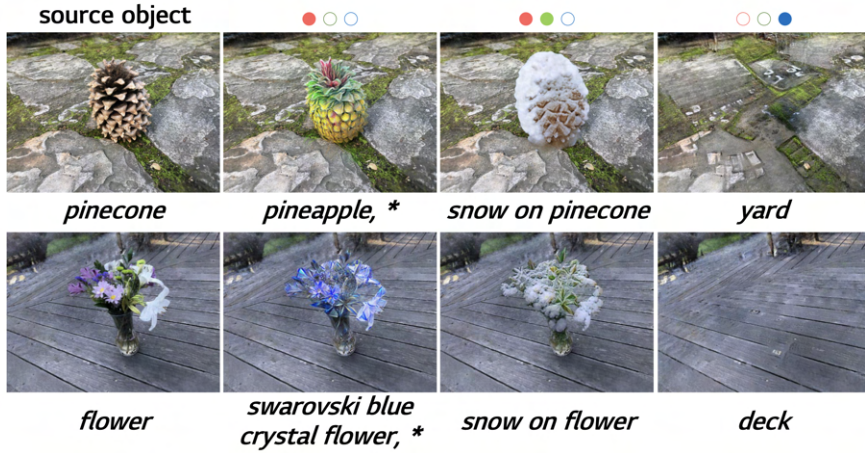 source object
pinecone
pineapple, *
snow on pinecone
yard
flower
swarovski blue
crystal flower, *
snow on flower
deck